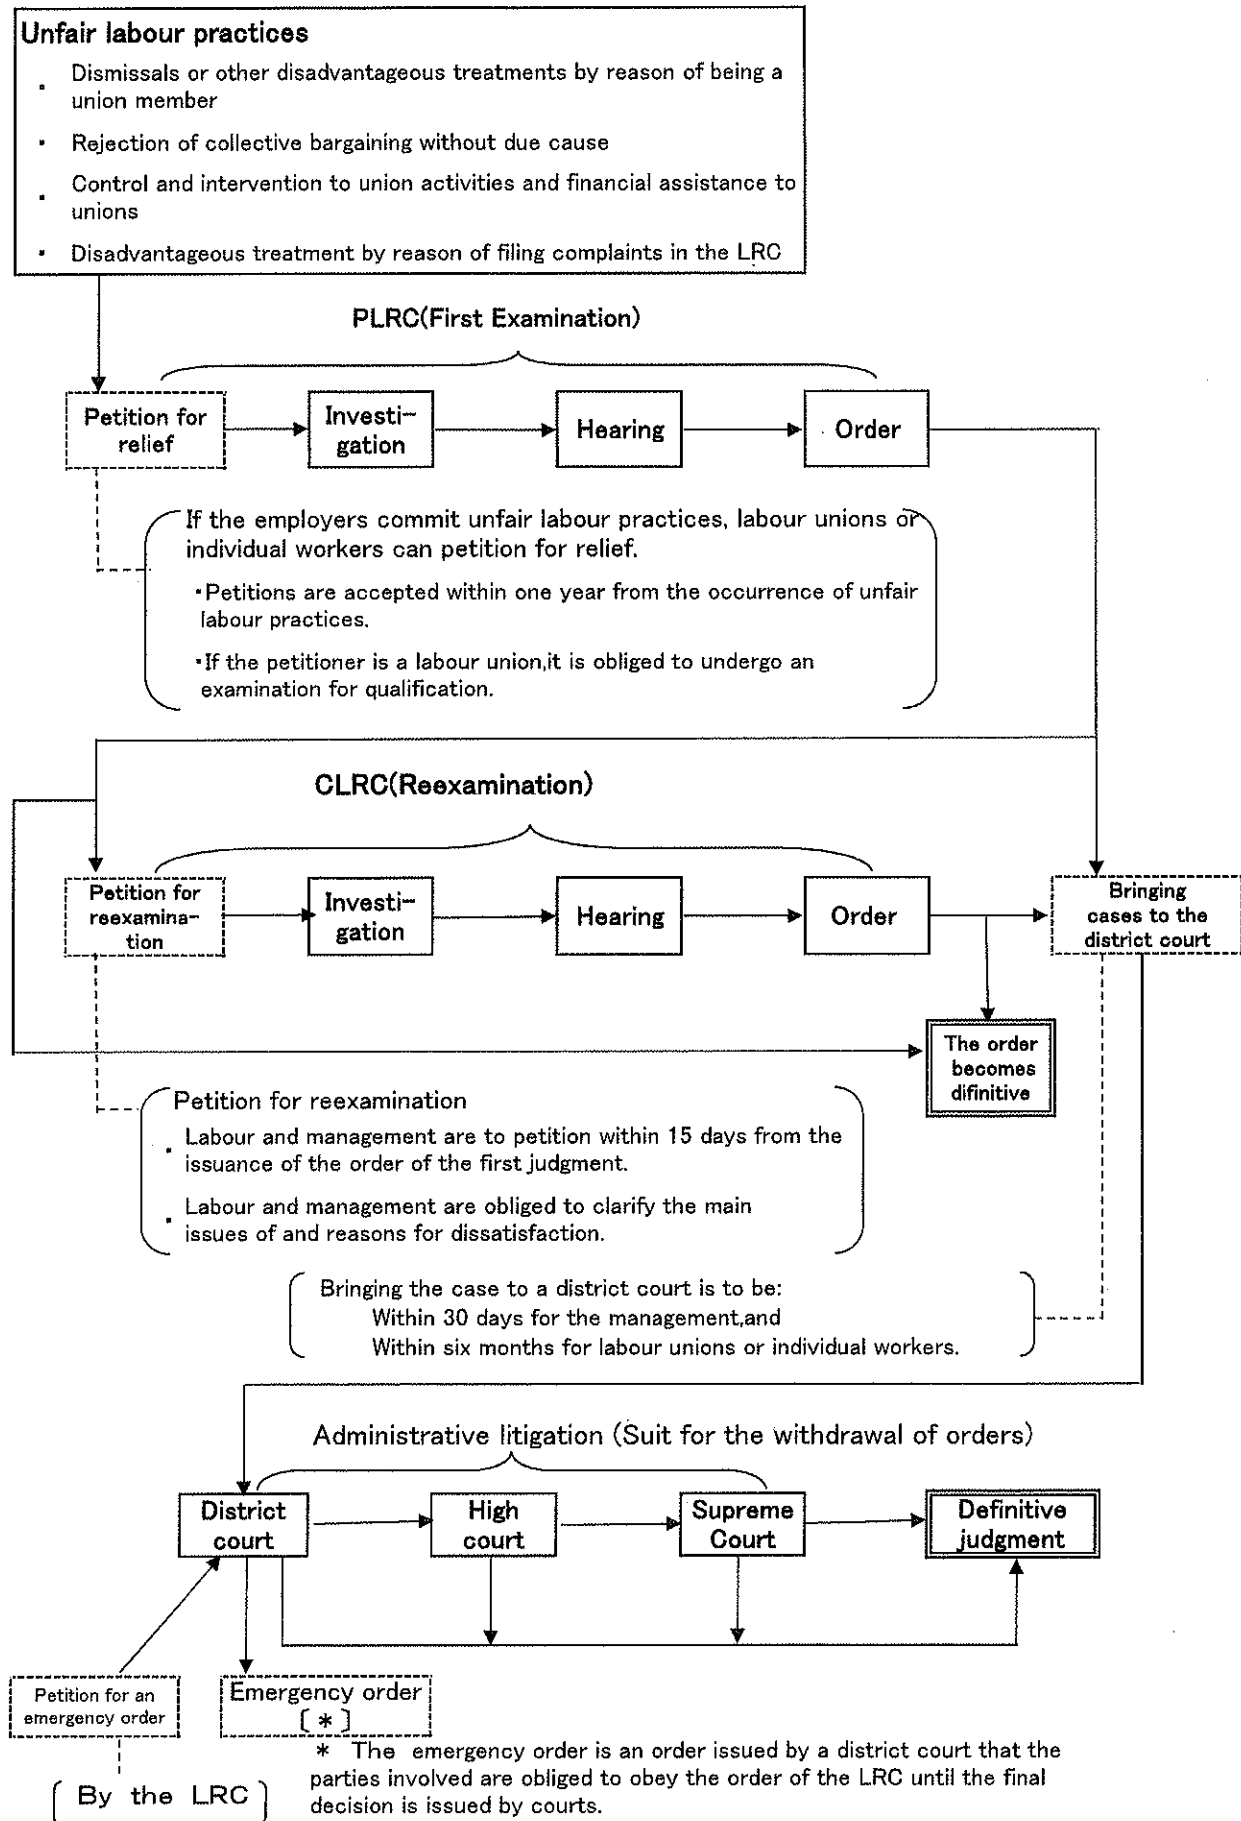 Unfair labour practices
・ Dismissals or other disadvantageous treatments by reason of being a
union member
・ Rejection of collective bargaining without due cause
・ Control and intervention to union activities and financial assistance to
unions
・ Disadvantageous treatment by reason of filing complaints in the LRC
PLRC(First Examination)
Petition for
relief
Investi-
gation
Hearing
Order
If the employers commit unfair labour practices, labour unions or
individual workers can petition for relief.
・Petitions are accepted within one year from the occurrence of unfair
labour practices.
・If the petitioner is a labour union,it is obliged to undergo an
examination for qualification.
CLRC(Reexamination)
Petition for
reexamina-
tion
Investi-
gation
Hearing
Order
Bringing
cases to the
district court
The order
becomes
difinitive
Petition for reexamination
・ Labour and management are to petition within 15 days from the
issuance of the order of the first judgment.
・ Labour and management are obliged to clarify the main
issues of and reasons for dissatisfaction.
Bringing the case to a district court is to be:
Within 30 days for the management,and
Within six months for labour unions or individual workers.
Administrative litigation (Suit for the withdrawal of orders)
District
court
High
court
Supreme
Court
Definitive
judgment
Petition for an
emergency order
Emergency order
[ * ]
[ By the LRC ]
* The emergency order is an order issued by a district court that the
parties involved are obliged to obey the order of the LRC until the final
decision is issued by courts.